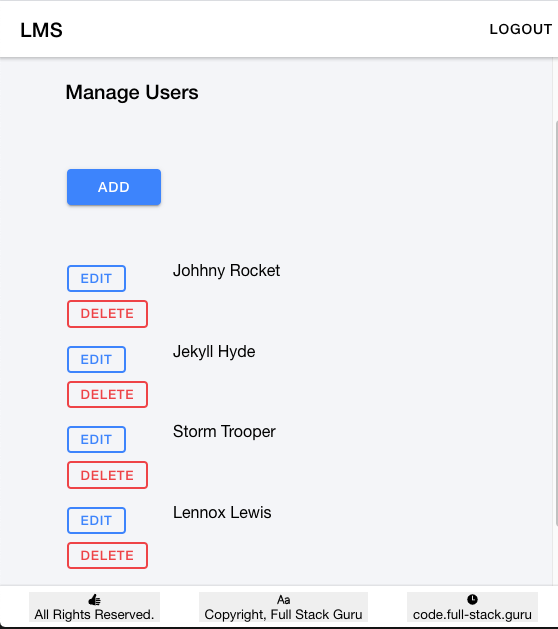 LMS
LOGOUT
Manage Users
ADD
EDIT
Johhny Rocket
DELETE
EDIT
Jekyll Hyde
DELETE
EDIT
Storm Trooper
DELETE
EDIT
Lennox Lewis
DELETE
All Rights Reserved.
Aa
Copyright, Full Stack Guru
code.full-stack.guru